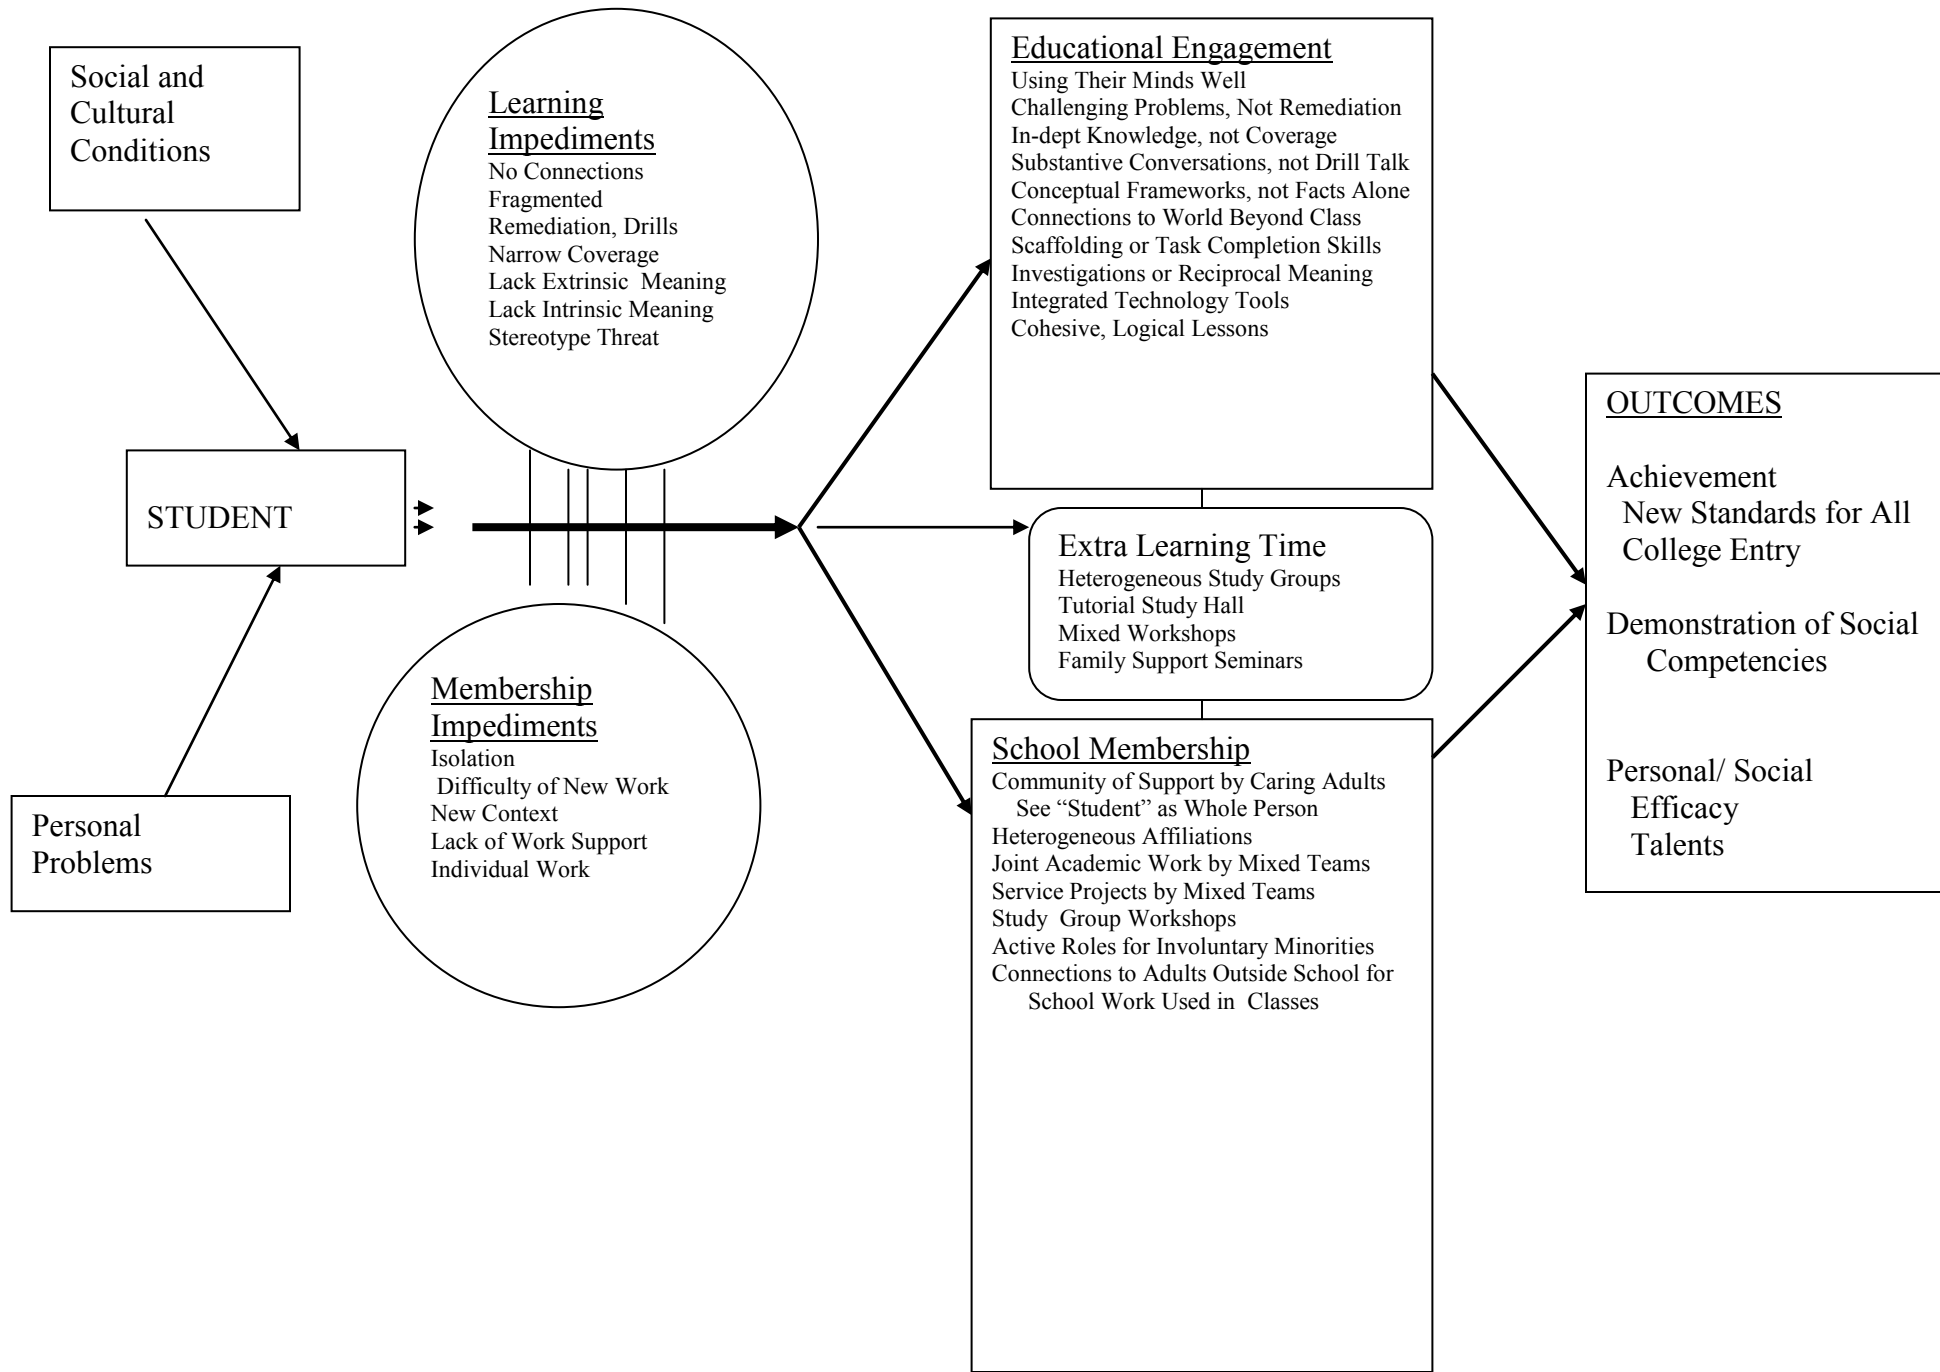 Social and
Cultural
Conditions
STUDENT
Personal
Problems
Learning
Impediments
No Connections
Fragmented
Remediation, Drills
Narrow Coverage
Lack Extrinsic  Meaning
Lack Intrinsic Meaning
Stereotype Threat
Membership
Impediments
Isolation
Difficulty of New Work
New Context
Lack of Work Support
Individual Work
Educational Engagement
Using Their Minds Well
Challenging Problems, Not Remediation
In-dept Knowledge, not Coverage
Substantive Conversations, not Drill Talk
Conceptual Frameworks, not Facts Alone
Connections to World Beyond Class
Scaffolding or Task Completion Skills
Investigations or Reciprocal Meaning
Integrated Technology Tools
Cohesive, Logical Lessons
Extra Learning Time
Heterogeneous Study Groups
Tutorial Study Hall
Mixed Workshops
Family Support Seminars
School Membership
Community of Support by Caring Adults
See “Student” as Whole Person
Heterogeneous Affiliations
Joint Academic Work by Mixed Teams
Service Projects by Mixed Teams
Study  Group Workshops
Active Roles for Involuntary Minorities
Connections to Adults Outside School for
School Work Used in  Classes
OUTCOMES
Achievement
New Standards for All
College Entry
Demonstration of Social
Competencies
Personal/ Social
Efficacy
Talents